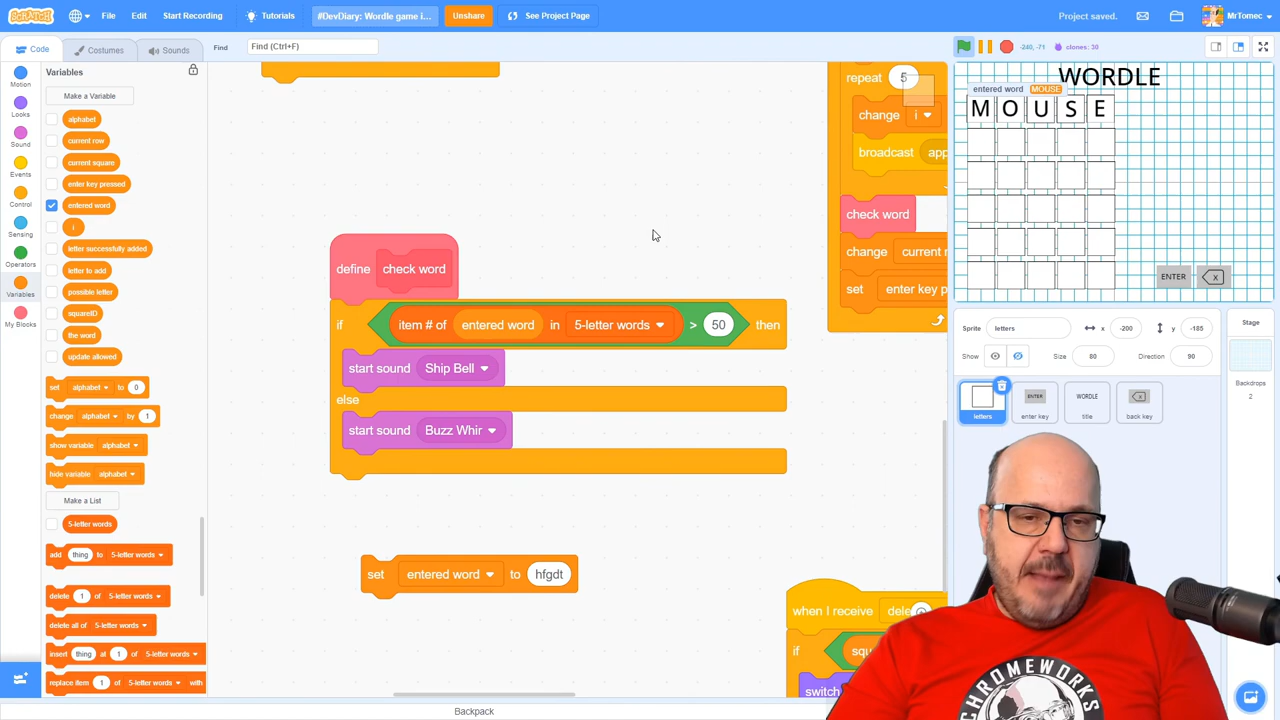 SCRATCH File Edit Start Recording Tutorials #DevDiary: Wordle game i... Unshare See Project Page Project saved. MrTomec
Code Costumes Sounds Find Find (Ctrl+F) -240, -71 clones: 30
Motion
Looks
Sound
Events
Control
Sensing
Operators
Variables
My Blocks
Variables
Make a Variable
alphabet
current row
current square
enter key pressed
entered word
i
letter successfully added
letter to add
possible letter
squareID
the word
update allowed
set alphabet to 0
change alphabet by 1
show variable alphabet
hide variable alphabet
Make a List
5-letter words
add thing to 5-letter words
delete 1 of 5-letter words
delete all of 5-letter words
insert thing at 1 of 5-letter words
replace item 1 of 5-letter words with
define check word
if item # of entered word in 5-letter words > 50 then
start sound Ship Bell
else
start sound Buzz Whir
set entered word to hfgdt
repeat 5
change i
broadcast app
check word
change current r
set enter key p
when I receive dele
if squ
switch
WORDLE
entered word MOUSE
M O U S E
ENTER X
Sprite letters x -200 y -185
Show Size 80 Direction 90
letters
ENTER
enter key
WORDLE
title
back key
Stage
Backdrops
2
CHROMEWORKS
Backpack